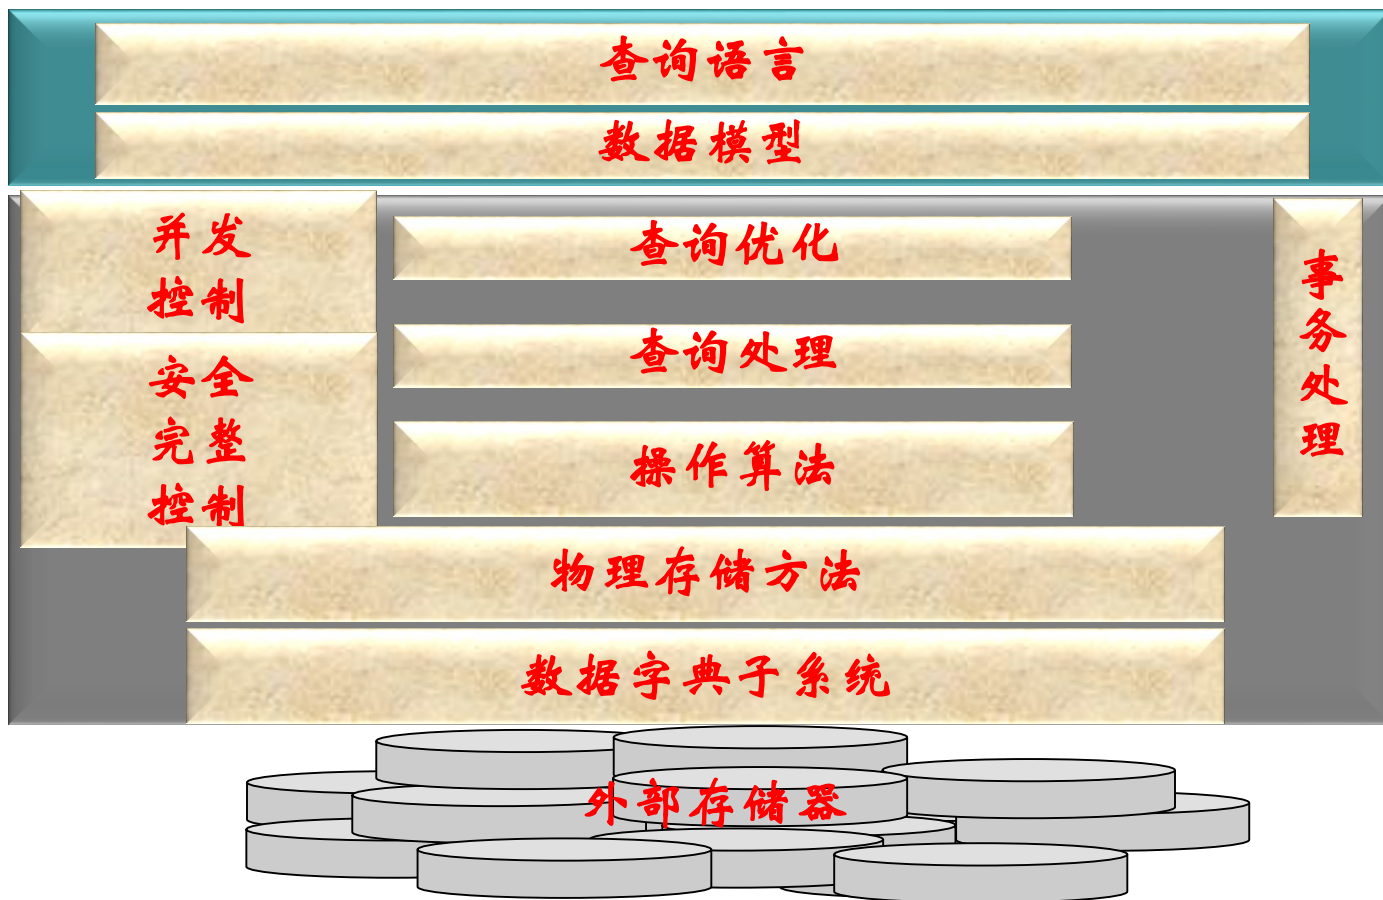 查询语言
数据模型
并发
控制
安全
完整
控制
查询优化
查询处理
操作算法
事务处理
物理存储方法
数据字典子系统
外部存储器